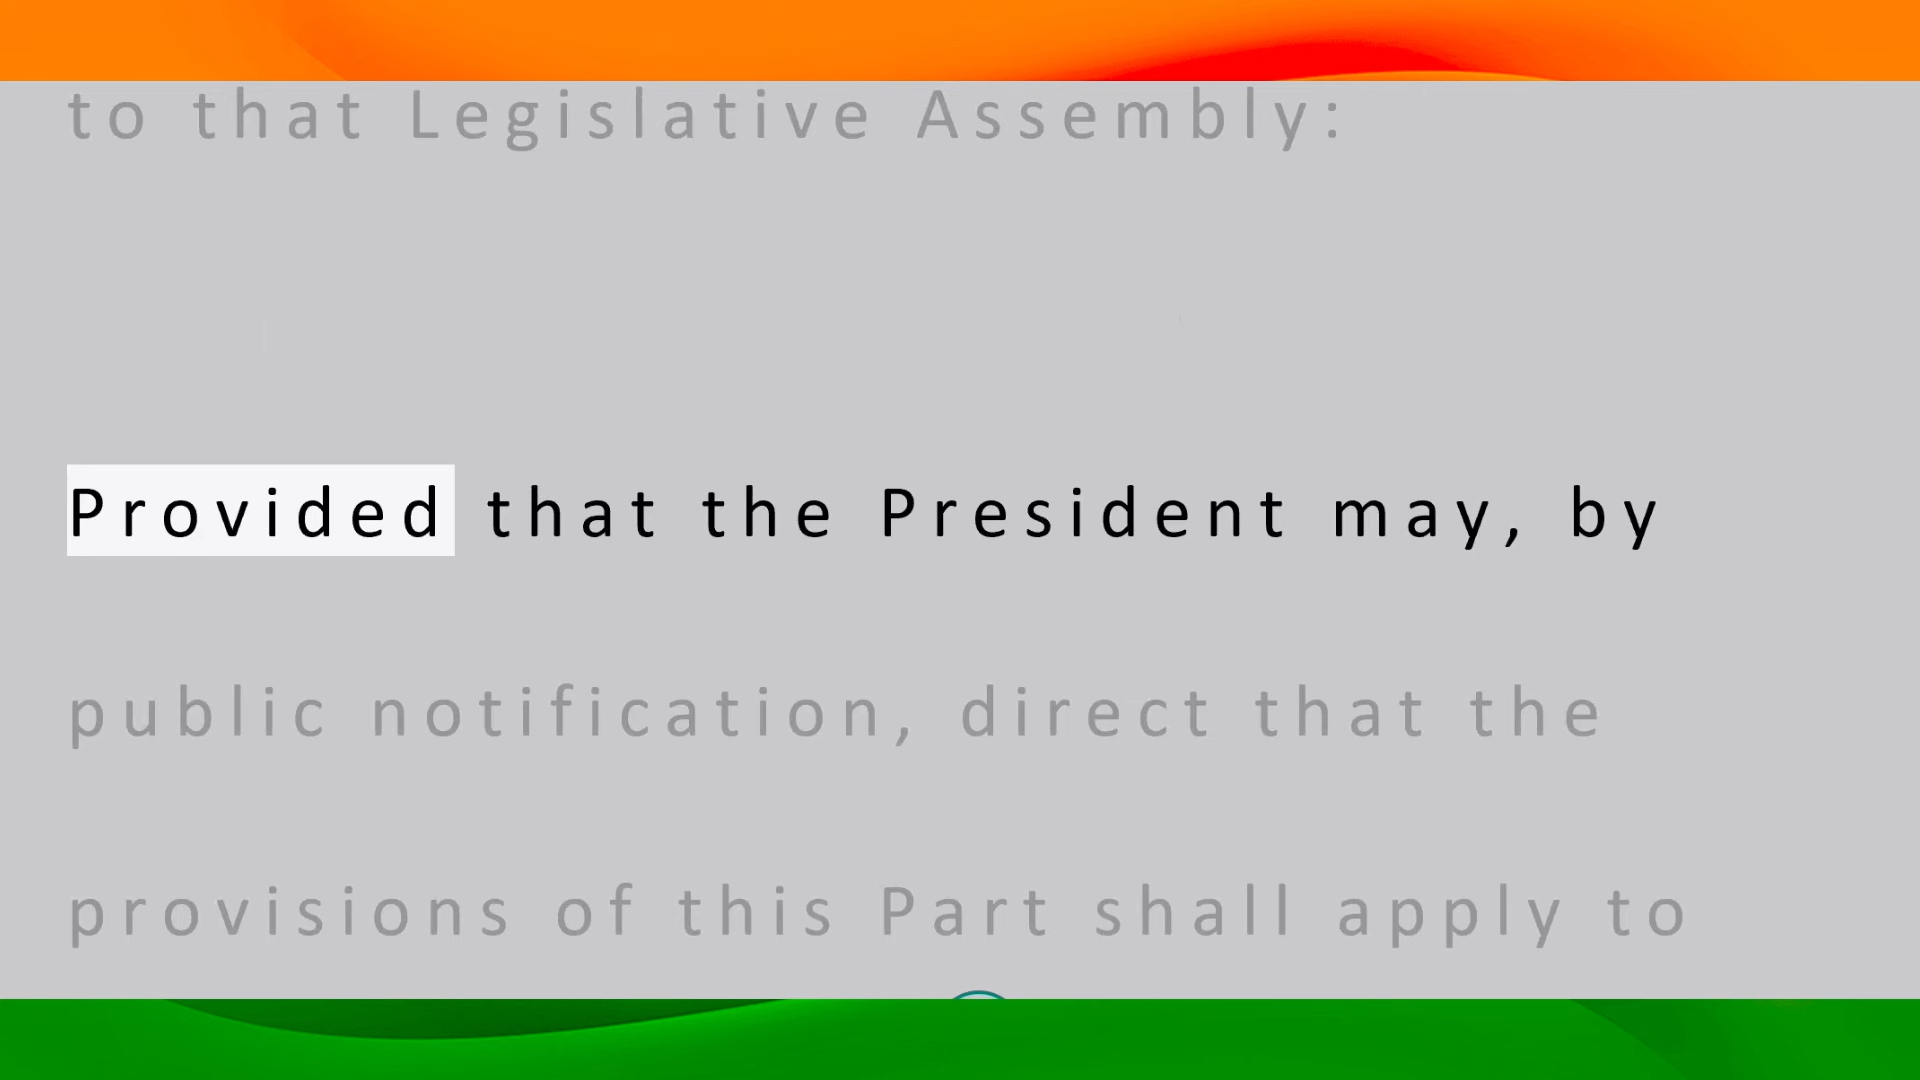 to that Legislative Assembly:
Provided that the President may, by
public notification, direct that the
provisions of this Part shall apply to